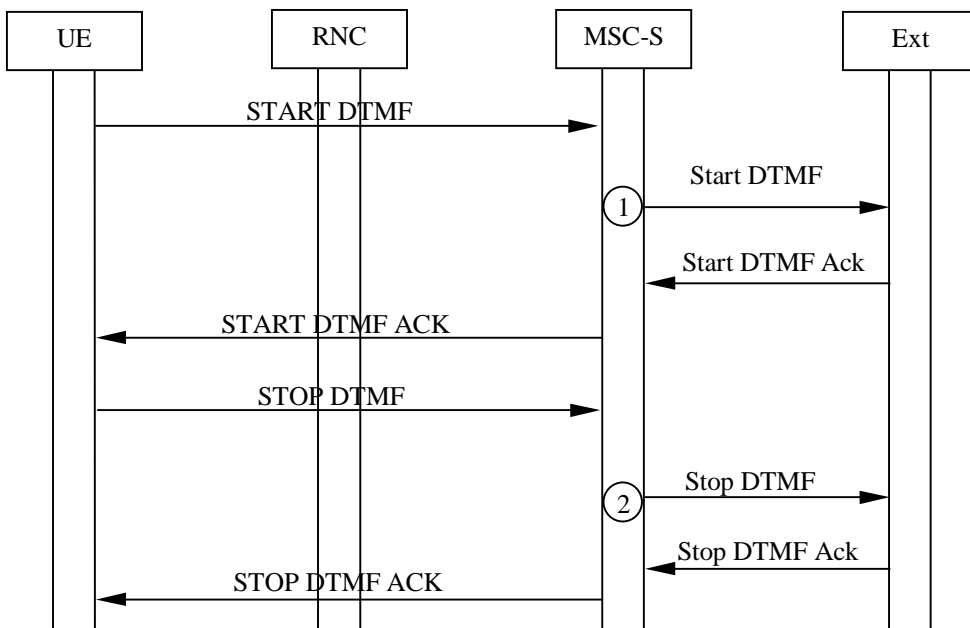 UE
RNC
MSC-S
Ext
START DTMF
Start DTMF
1
Start DTMF Ack
START DTMF ACK
STOP DTMF
Stop DTMF
2
Stop DTMF Ack
STOP DTMF ACK